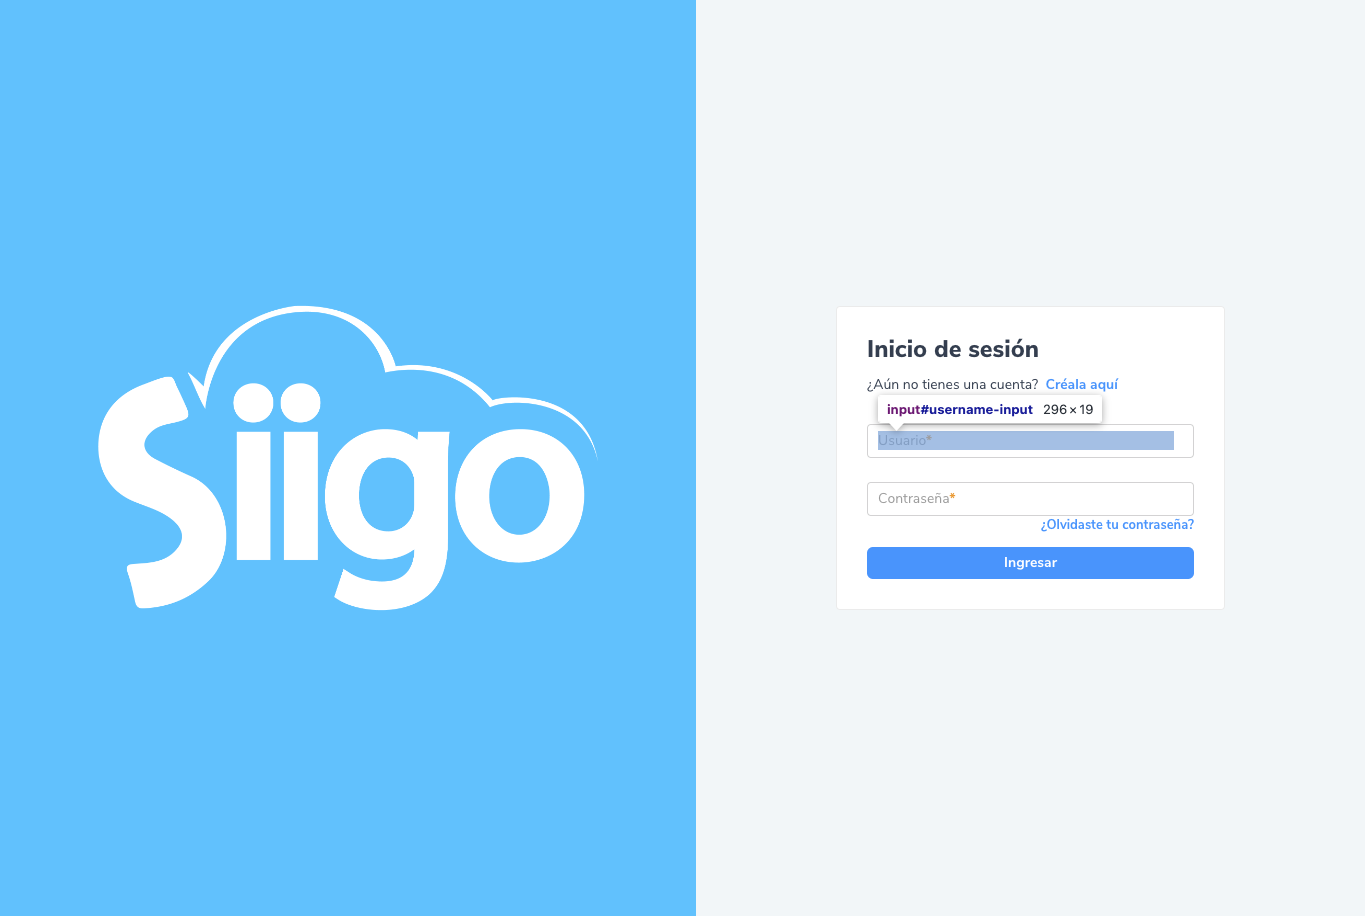 Siigo
Inicio de sesión
¿Aún no tienes una cuenta? Créala aquí
input#username-input 296 × 19
Usuario*
Contraseña*
¿Olvidaste tu contraseña?
Ingresar